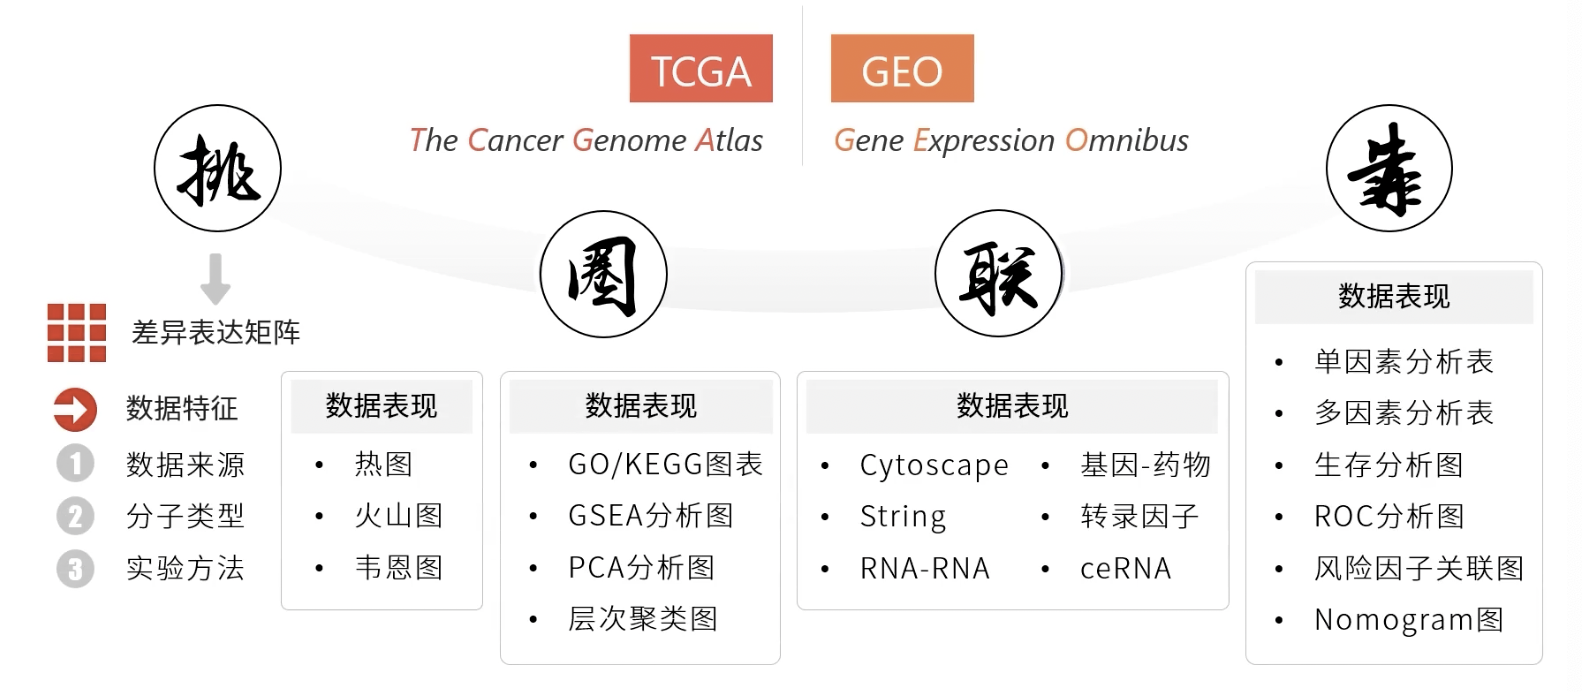 TCGA
GEO
The Cancer Genome Atlas
Gene Expression Omnibus
挑
圈
联
靠
差异表达矩阵
数据特征
1 数据来源
2 分子类型
3 实验方法
数据表现
• 热图
• 火山图
• 韦恩图
数据表现
• GO/KEGG图表
• GSEA分析图
• PCA分析图
• 层次聚类图
数据表现
• Cytoscape
• String
• RNA-RNA
• 基因-药物
• 转录因子
• ceRNA
数据表现
• 单因素分析表
• 多因素分析表
• 生存分析图
• ROC分析图
• 风险因子关联图
• Nomogram图